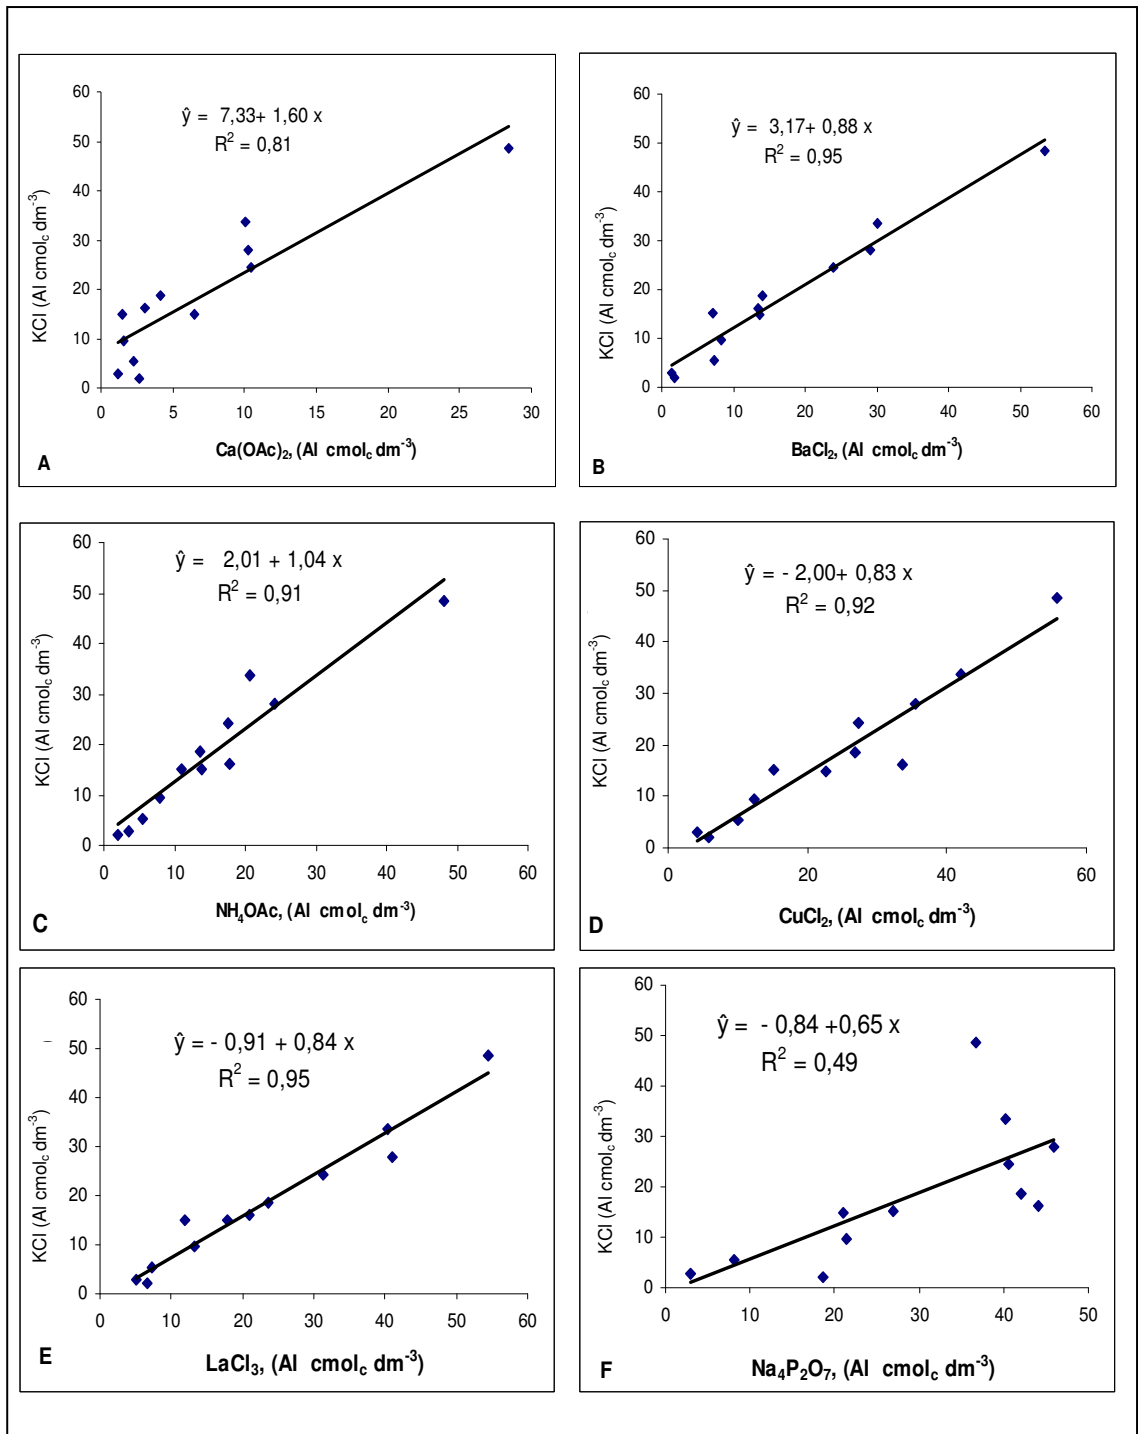 ŷ = 7,33+ 1,60 x
R² = 0,81
KCl (Al cmolc dm-3)
60
50
40
30
20
10
0
0 5 10 15 20 25 30
Ca(OAc)2, (Al cmolc dm-3)
A
ŷ = 3,17+ 0,88 x
R² = 0,95
KCl (Al cmolc dm-3)
60
50
40
30
20
10
0
0 10 20 30 40 50 60
BaCl2, (Al cmolc dm-3)
B
ŷ = 2,01 + 1,04 x
R² = 0,91
KCl (Al cmolc dm-3)
60
50
40
30
20
10
0
0 10 20 30 40 50 60
NH4OAc, (Al cmolc dm-3)
C
ŷ = - 2,00+ 0,83 x
R² = 0,92
KCl (Al cmolc dm-3)
60
50
40
30
20
10
0
0 20 40 60
CuCl2, (Al cmolc dm-3)
D
ŷ = - 0,91 + 0,84 x
R² = 0,95
KCl (Al cmolc dm-3)
60
50
40
30
20
10
0
0 10 20 30 40 50 60
LaCl3, (Al cmolc dm-3)
E
ŷ = - 0,84 +0,65 x
R² = 0,49
KCl (Al cmolc dm-3)
60
50
40
30
20
10
0
0 10 20 30 40 50
Na4P2O7, (Al cmolc dm-3)
F